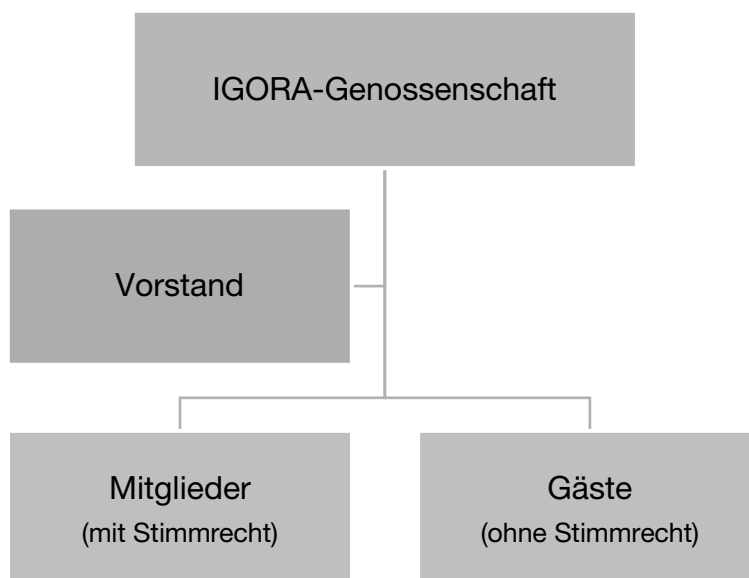 IGORA-Genossenschaft
Vorstand
Mitglieder
(mit Stimmrecht)
Gäste
(ohne Stimmrecht)